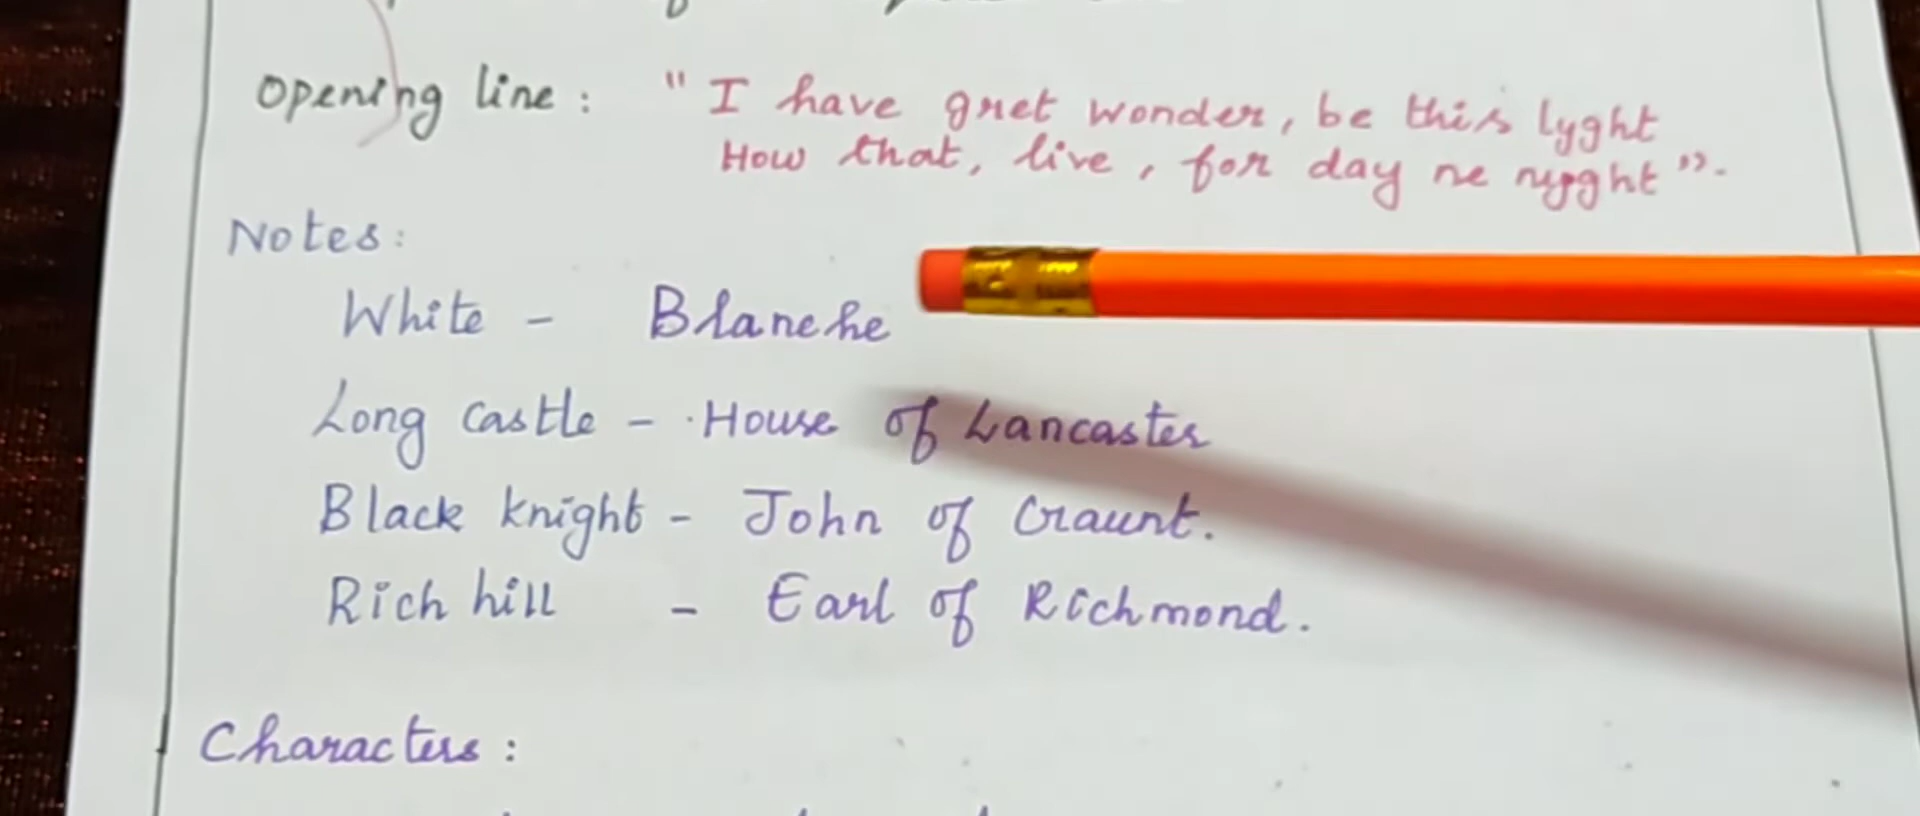 Opening line : " I have gret wonder, be this lyght
How that, live, for day ne nyght ".
Notes :
White - Blanche
Long castle - House of Lancaster
Black knight - John of Graunt.
Rich hill - Earl of Richmond.
Characters :